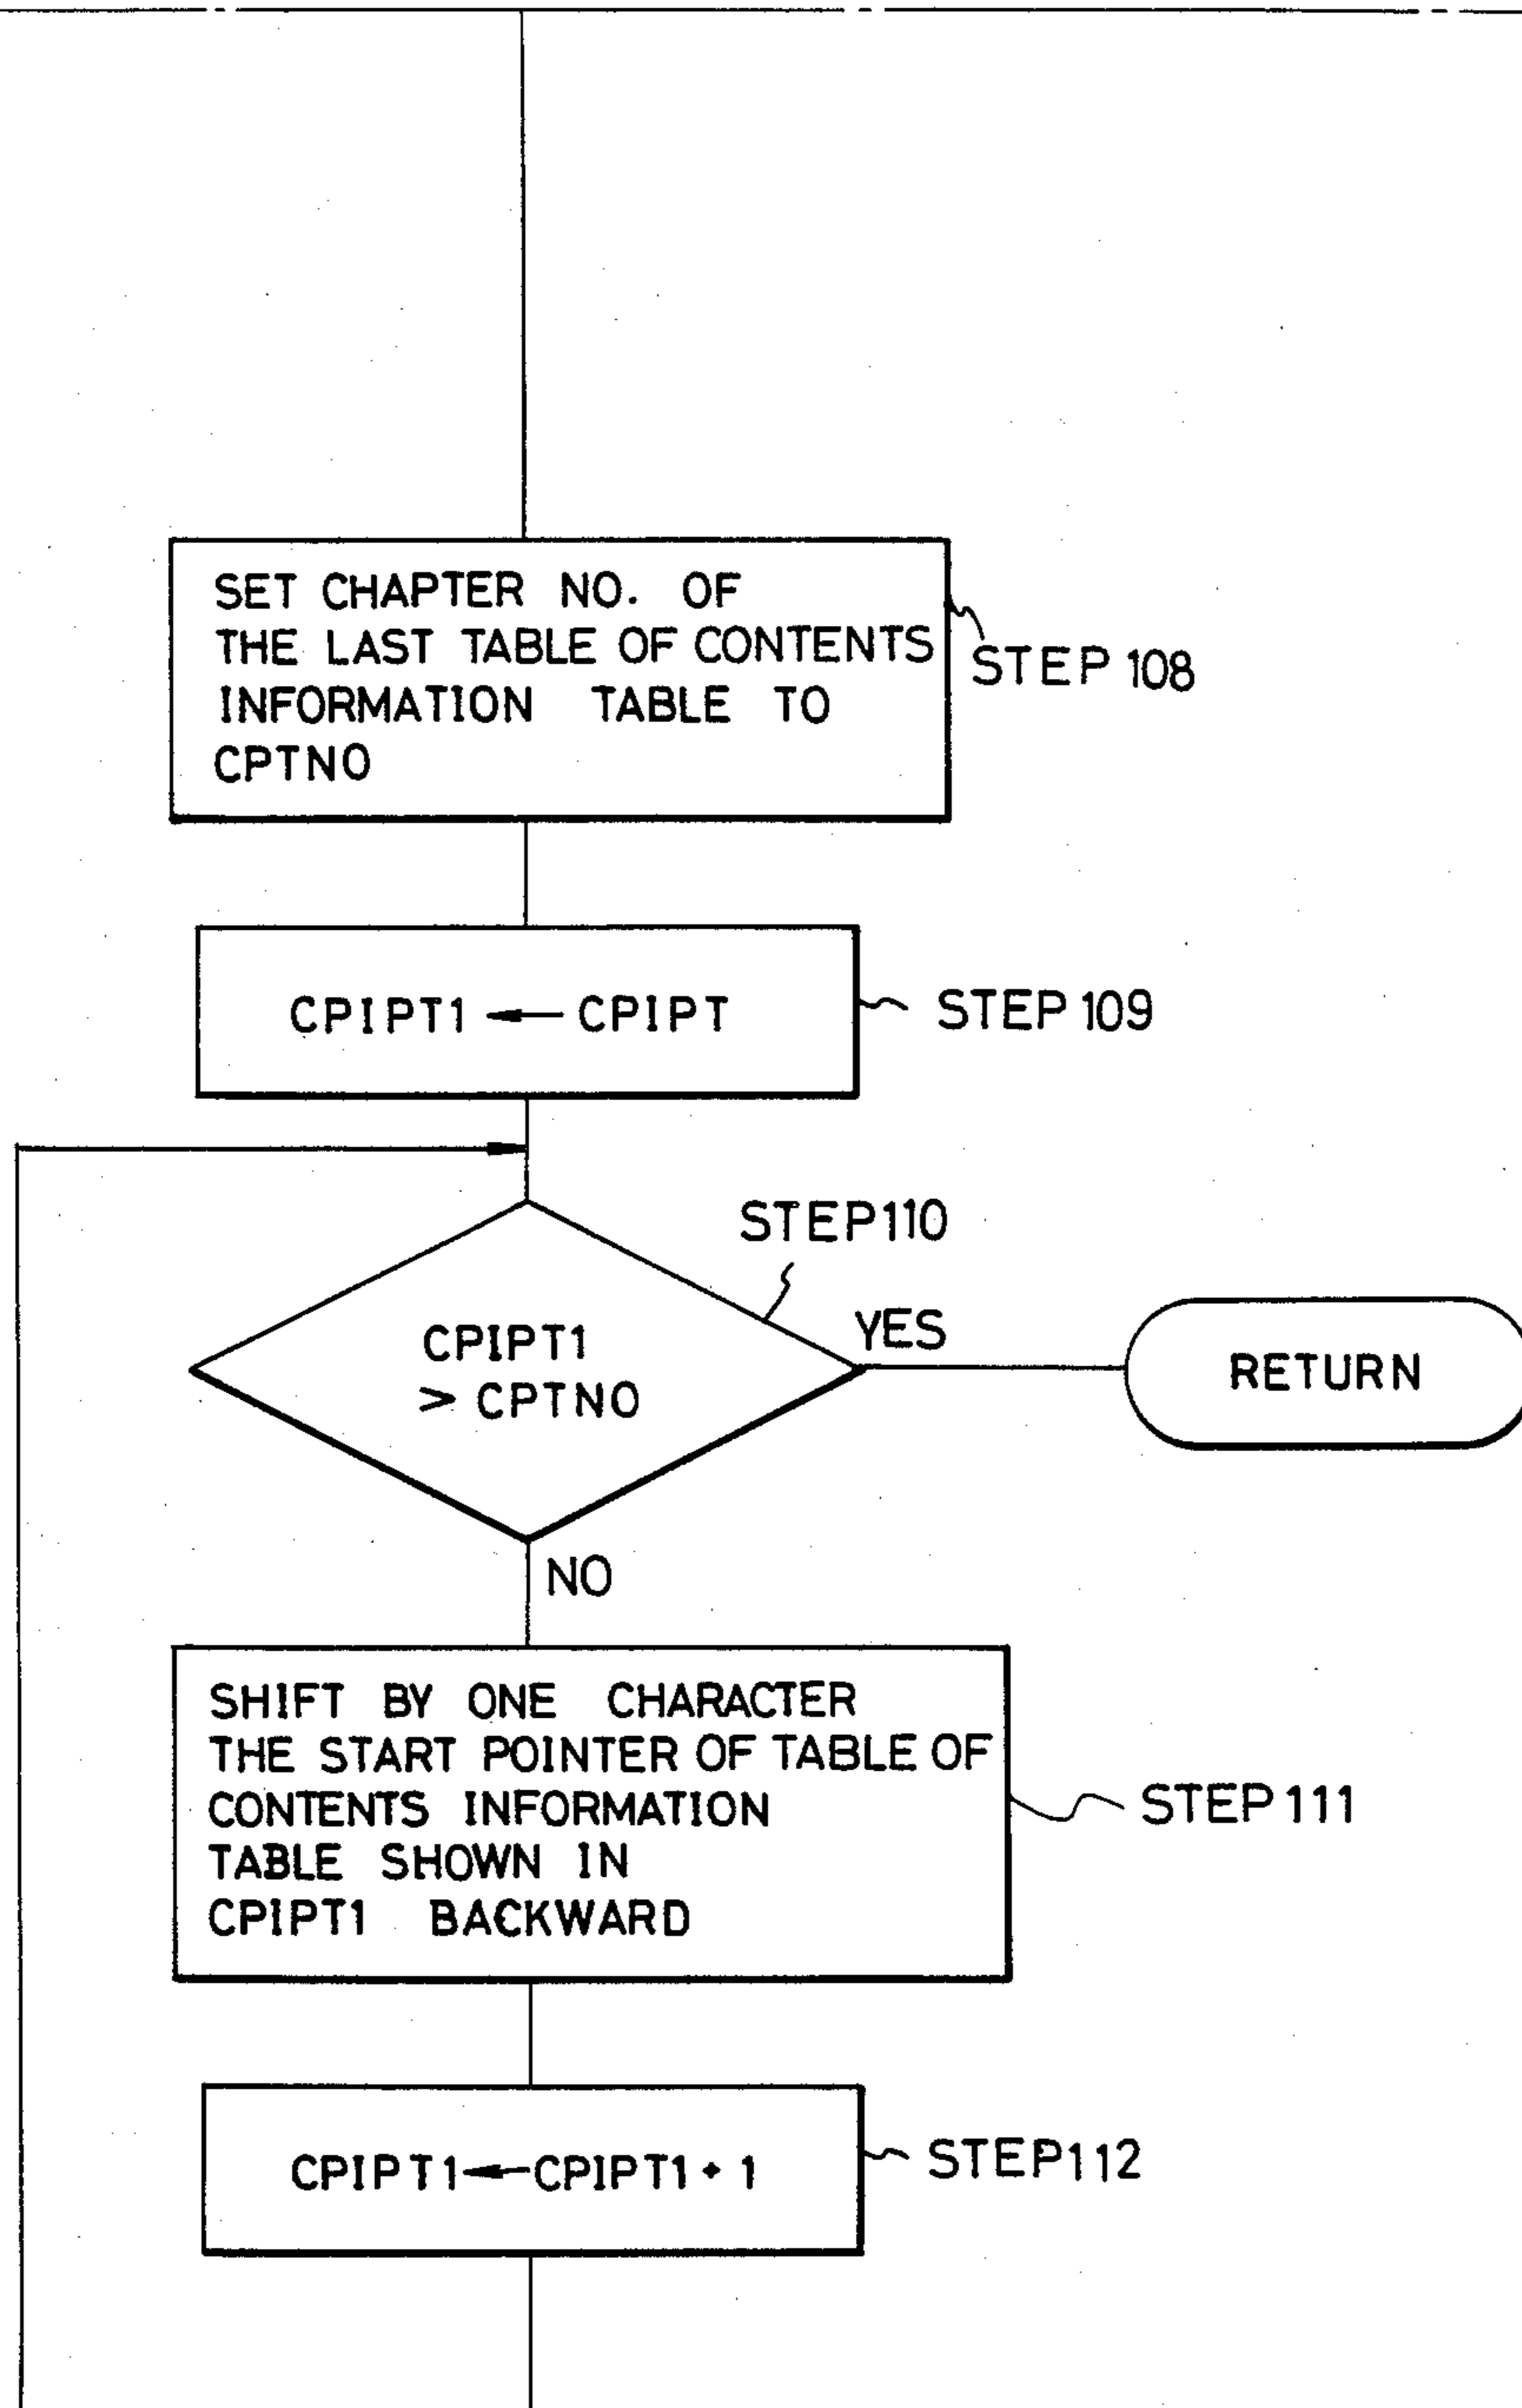 SET CHAPTER NO. OF
THE LAST TABLE OF CONTENTS
INFORMATION TABLE TO
CPTNO
STEP 108
CPIPT1 ← CPIPT
STEP 109
STEP110
CPIPT1
> CPTNO
YES
RETURN
NO
SHIFT BY ONE CHARACTER
THE START POINTER OF TABLE OF
CONTENTS INFORMATION
TABLE SHOWN IN
CPIPT1 BACKWARD
STEP 111
CPIPT1←CPIPT1+1
STEP112